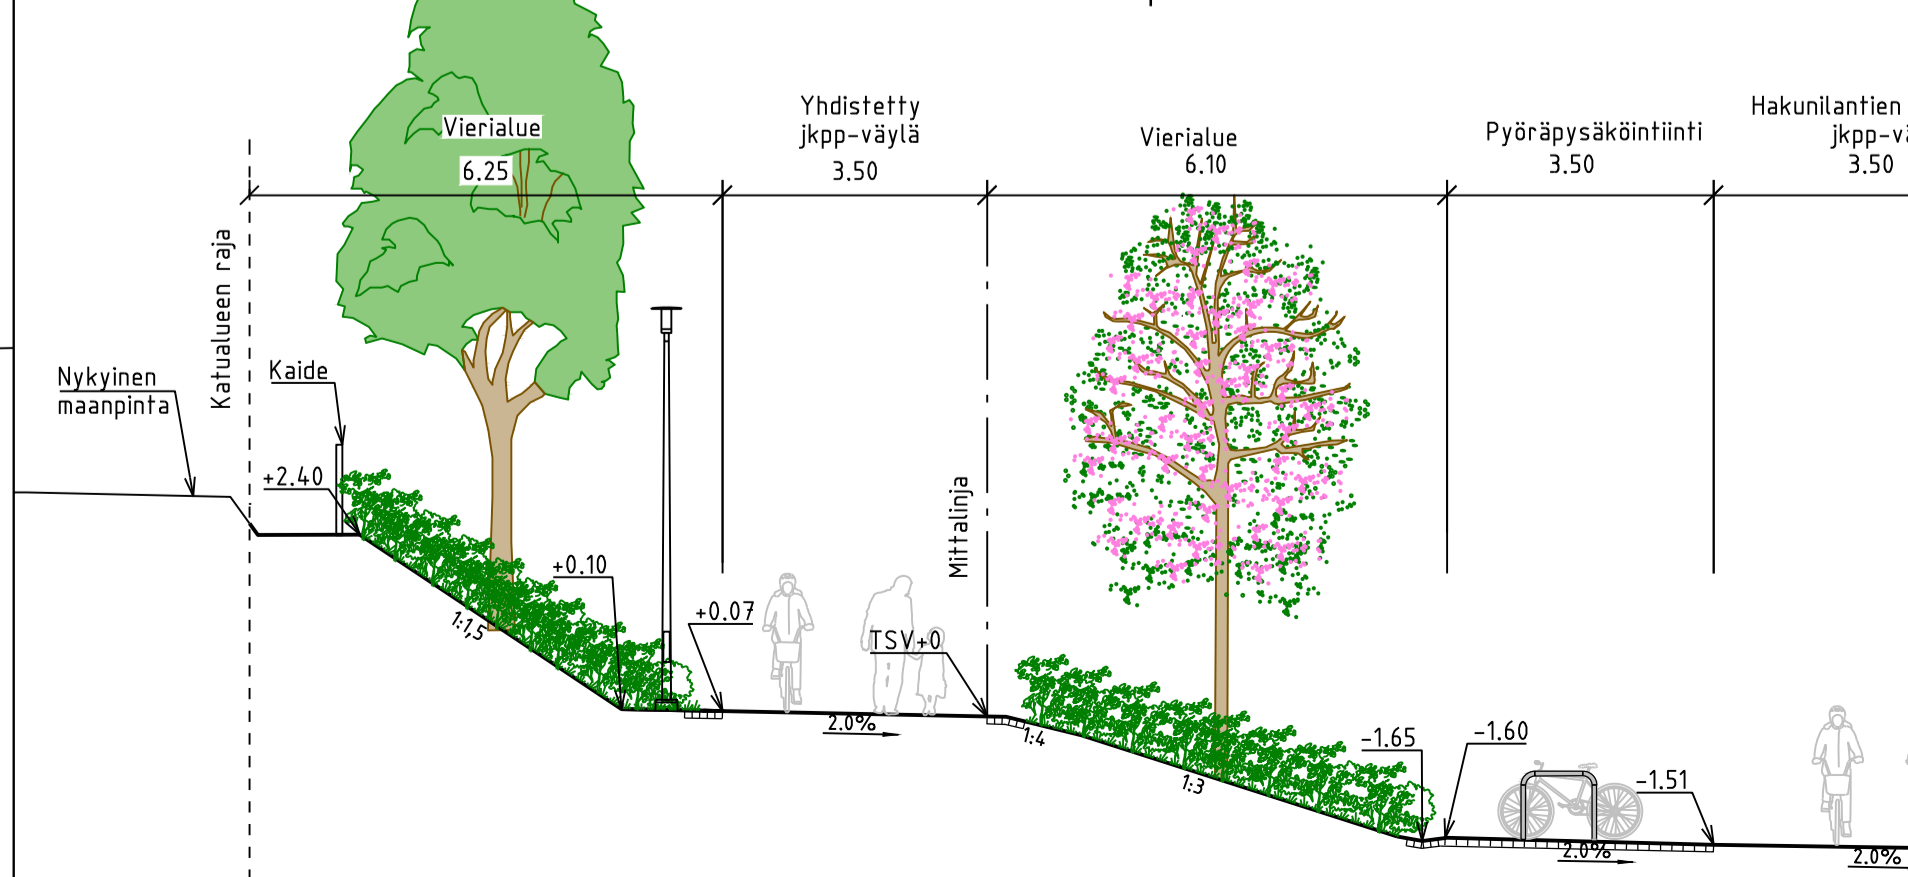 Vierialue
6.25
Yhdistetty
jkpp-väylä
3.50
Vierialue
6.10
Pyöräpysäköintiinti
3.50
Hakunilantien
jkpp-vä
3.50
Katualueen raja
Nykyinen
maanpinta
Kaide
+2.40
1:1,5
+0.10
+0.07
2.0%
TSV+0
Mittalinja
1:4
1:3
-1.65
-1.60
-1.51
2.0%
2.0%